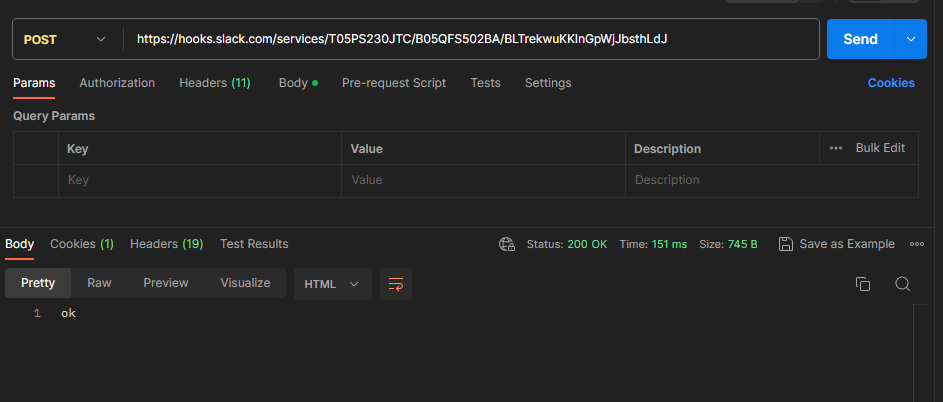 POST https://hooks.slack.com/services/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 Send
Params Authorization Headers (11) Body Pre-request Script Tests Settings Cookies
Query Params
Key Value Description Bulk Edit
Key Value Description
Body Cookies (1) Headers (19) Test Results Status: 200 OK Time: 151 ms Size: 745 B Save as Example
Pretty Raw Preview Visualize HTML
1 ok